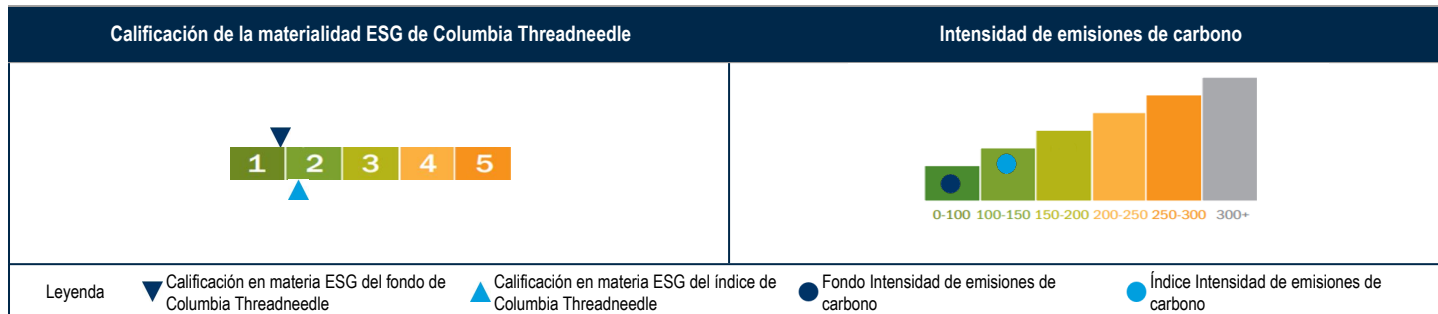 Calificación de la materialidad ESG de Columbia Threadneedle
Intensidad de emisiones de carbono
1 2 3 4 5
0-100 100-150 150-200 200-250 250-300 300+
Leyenda
Calificación en materia ESG del fondo de
Columbia Threadneedle
Calificación en materia ESG del índice de
Columbia Threadneedle
Fondo Intensidad de emisiones de
carbono
Índice Intensidad de emisiones de
carbono